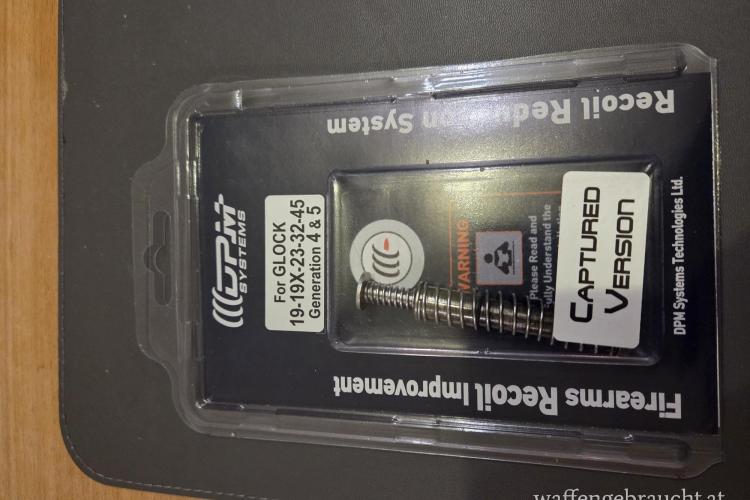 DPM
SYSTEMS
For GLOCK
19-19X-23-32-45
Generation 4 & 5
Recoil Reduction System
Firearms Recoil Improvement
WARNING
Please Read and
Fully Understand the
CAPTURED
VERSION
DPM Systems Technologies Ltd.
waffengebraucht.at